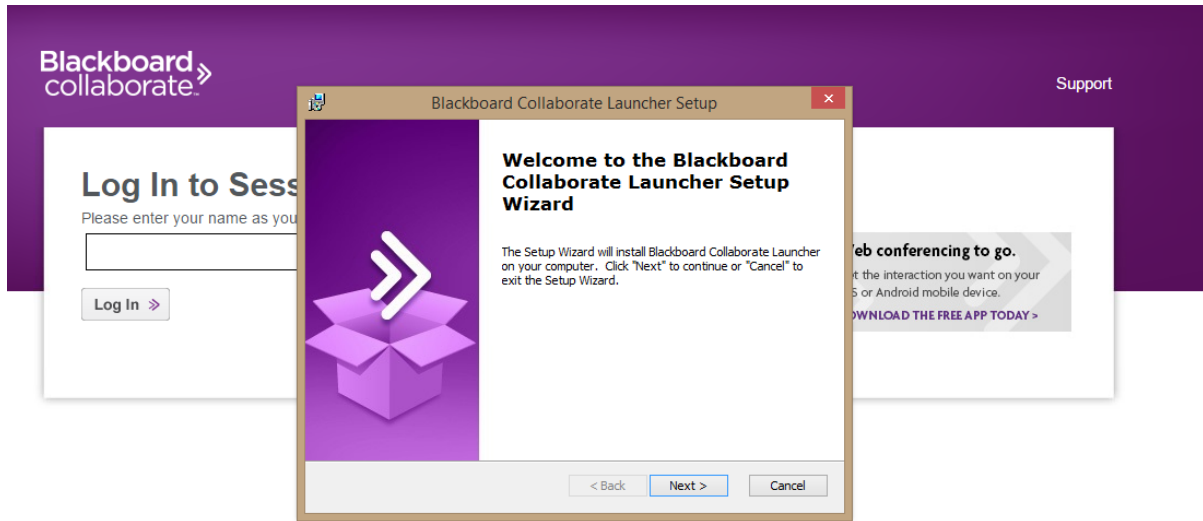 Blackboard
collaborate™
Support
Blackboard Collaborate Launcher Setup
Log In to Sess
Please enter your name as you
Log In
Welcome to the Blackboard
Collaborate Launcher Setup
Wizard
The Setup Wizard will install Blackboard Collaborate Launcher
on your computer. Click "Next" to continue or "Cancel" to
exit the Setup Wizard.
eb conferencing to go.
t the interaction you want on your
S or Android mobile device.
OWNLOAD THE FREE APP TODAY >
< Back
Next >
Cancel